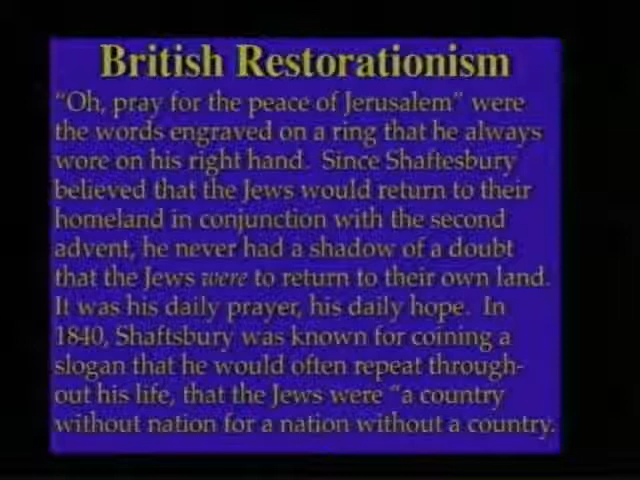 British Restorationism
“Oh, pray for the peace of Jerusalem” were
the words engraved on a ring that he always
wore on his right hand. Since Shaftesbury
believed that the Jews would return to their
homeland in conjunction with the second
advent, he never had a shadow of a doubt
that the Jews were to return to their own land.
It was his daily prayer, his daily hope. In
1840, Shaftsbury was known for coining a
slogan that he would often repeat through-
out his life, that the Jews were “a country
without nation for a nation without a country.